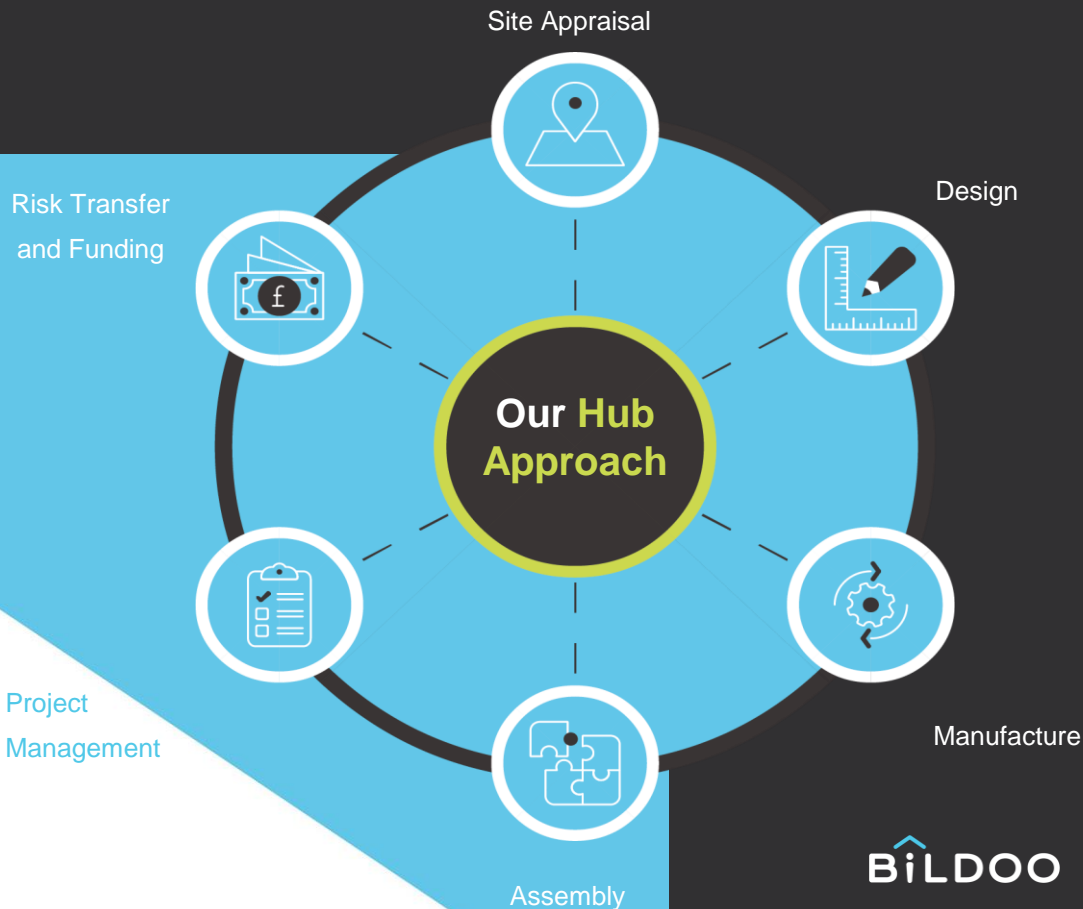 Site Appraisal
Design
Risk Transfer
and Funding
£
Our Hub
Approach
Project
Management
Manufacture
BiLDOO
Assembly